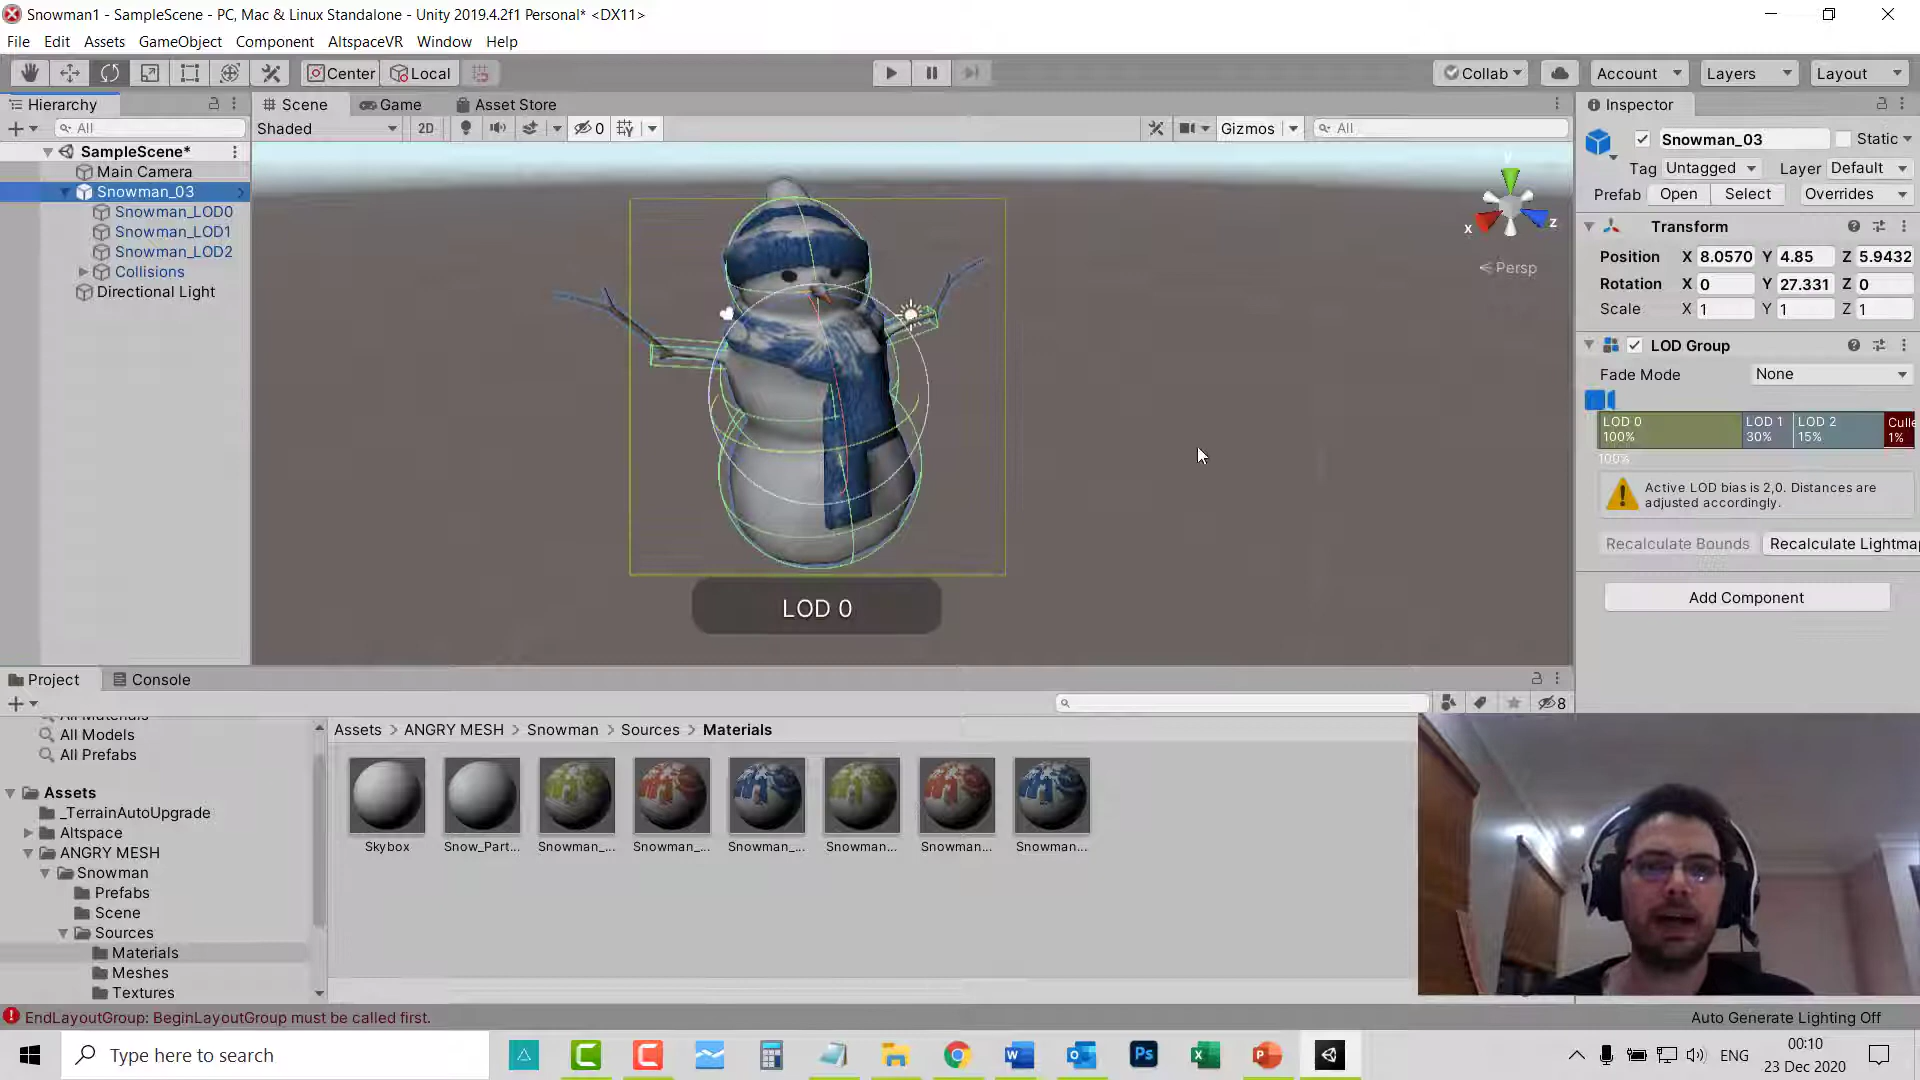 Snowman1 - SampleScene - PC, Mac & Linux Standalone - Unity 2019.4.2f1 Personal* <DX11>
File Edit Assets GameObject Component AltspaceVR Window Help
Center Local Collab Account Layers Layout
Hierarchy
All
SampleScene*
Main Camera
Snowman_03
Snowman_LOD0
Snowman_LOD1
Snowman_LOD2
Collisions
Directional Light
Scene Game Asset Store
Shaded 2D 0 Gizmos All
y
x z
Persp
LOD 0
Inspector
Snowman_03 Static
Tag Untagged Layer Default
Prefab Open Select Overrides
Transform
Position X 8.0570 Y 4.85 Z 5.9432
Rotation X 0 Y 27.331 Z 0
Scale X 1 Y 1 Z 1
LOD Group
Fade Mode None
LOD 0 LOD 1 LOD 2 Culle
100% 30% 15% 1%
100%
Active LOD bias is 2,0. Distances are
adjusted accordingly.
Recalculate Bounds Recalculate Lightma
Add Component
Project Console
8
All Materials
All Models
All Prefabs
Assets
_TerrainAutoUpgrade
Altspace
ANGRY MESH
Snowman
Prefabs
Scene
Sources
Materials
Meshes
Textures
Assets > ANGRY MESH > Snowman > Sources > Materials
Skybox Snow_Part... Snowman_... Snowman_... Snowman_... Snowman... Snowman... Snowman...
EndLayoutGroup: BeginLayoutGroup must be called first.
Auto Generate Lighting Off
Type here to search
ENG
00:10
23 Dec 2020